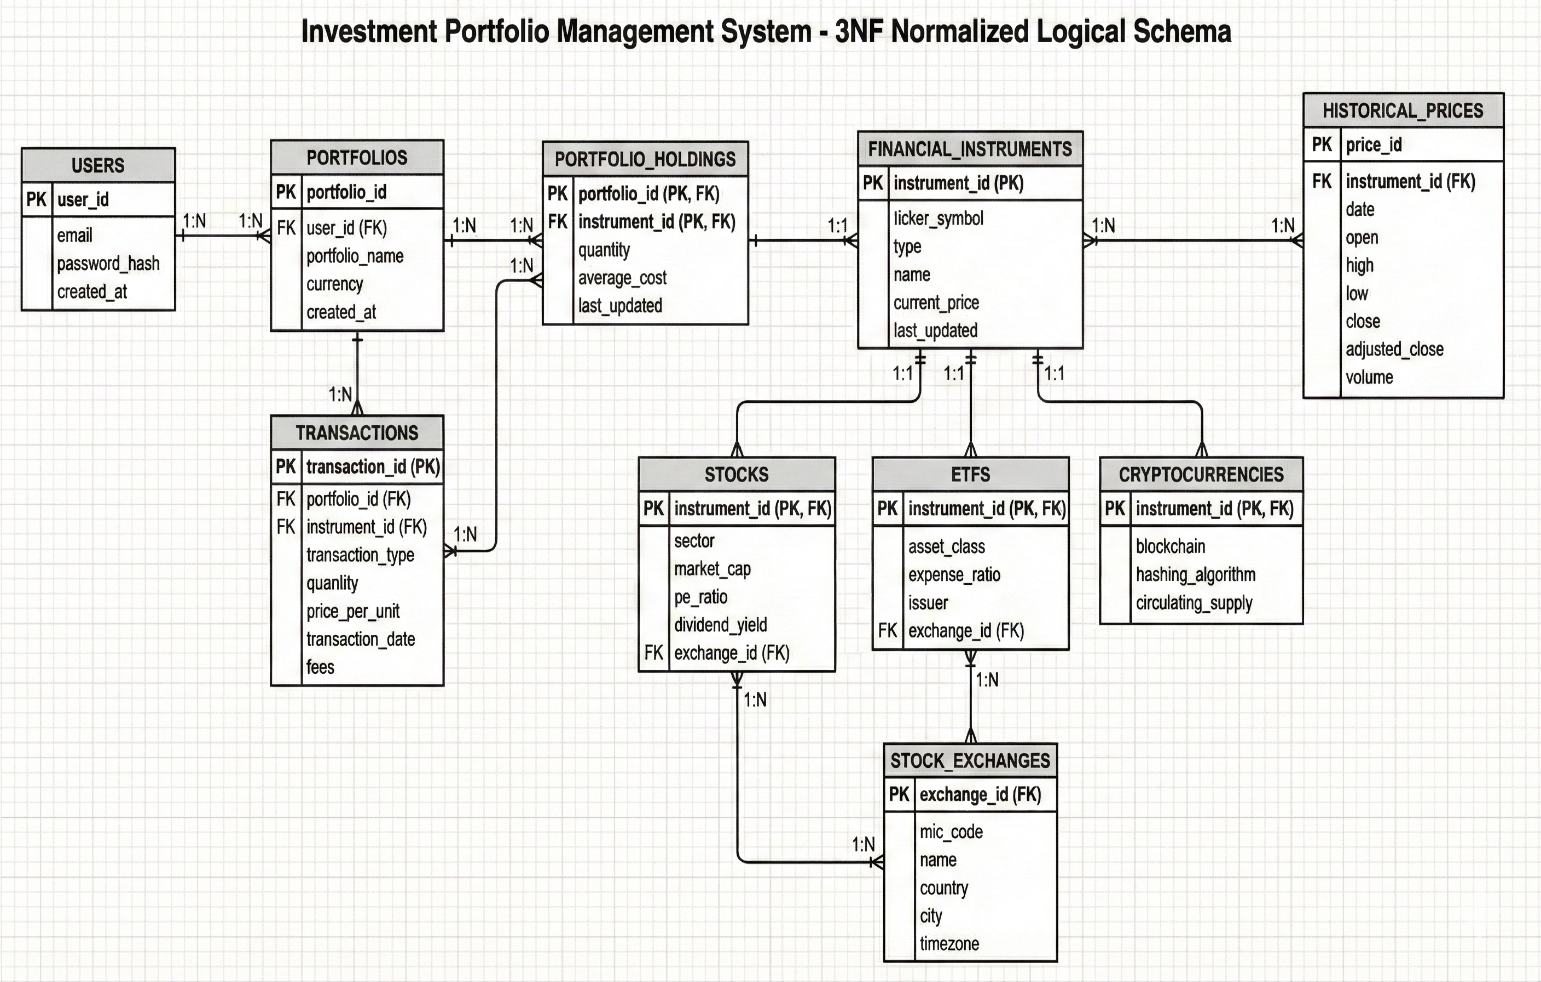 Investment Portfolio Management System - 3NF Normalized Logical Schema
USERS
PK user_id
email
password_hash
created_at
1:N
1:N
PORTFOLIOS
PK portfolio_id
FK user_id (FK)
portfolio_name
currency
created_at
1:N
1:N
1:N
PORTFOLIO_HOLDINGS
PK portfolio_id (PK, FK)
FK instrument_id (PK, FK)
quantity
average_cost
last_updated
1:1
FINANCIAL_INSTRUMENTS
PK instrument_id (PK)
licker_symbol
type
name
current_price
last_updated
1:N
1:N
HISTORICAL_PRICES
PK price_id
FK instrument_id (FK)
date
open
high
low
close
adjusted_close
volume
1:N
TRANSACTIONS
PK transaction_id (PK)
FK portfolio_id (FK)
FK instrument_id (FK)
transaction_type
quanlity
price_per_unit
transaction_date
fees
1:N
1:1
1:1
1:1
STOCKS
PK instrument_id (PK, FK)
sector
market_cap
pe_ratio
dividend_yield
FK exchange_id (FK)
1:N
ETFS
PK instrument_id (PK, FK)
asset_class
expense_ratio
issuer
FK exchange_id (FK)
1:N
CRYPTOCURRENCIES
PK instrument_id (PK, FK)
blockchain
hashing_algorithm
circulating_supply
1:N
STOCK_EXCHANGES
PK exchange_id (FK)
mic_code
name
country
city
timezone